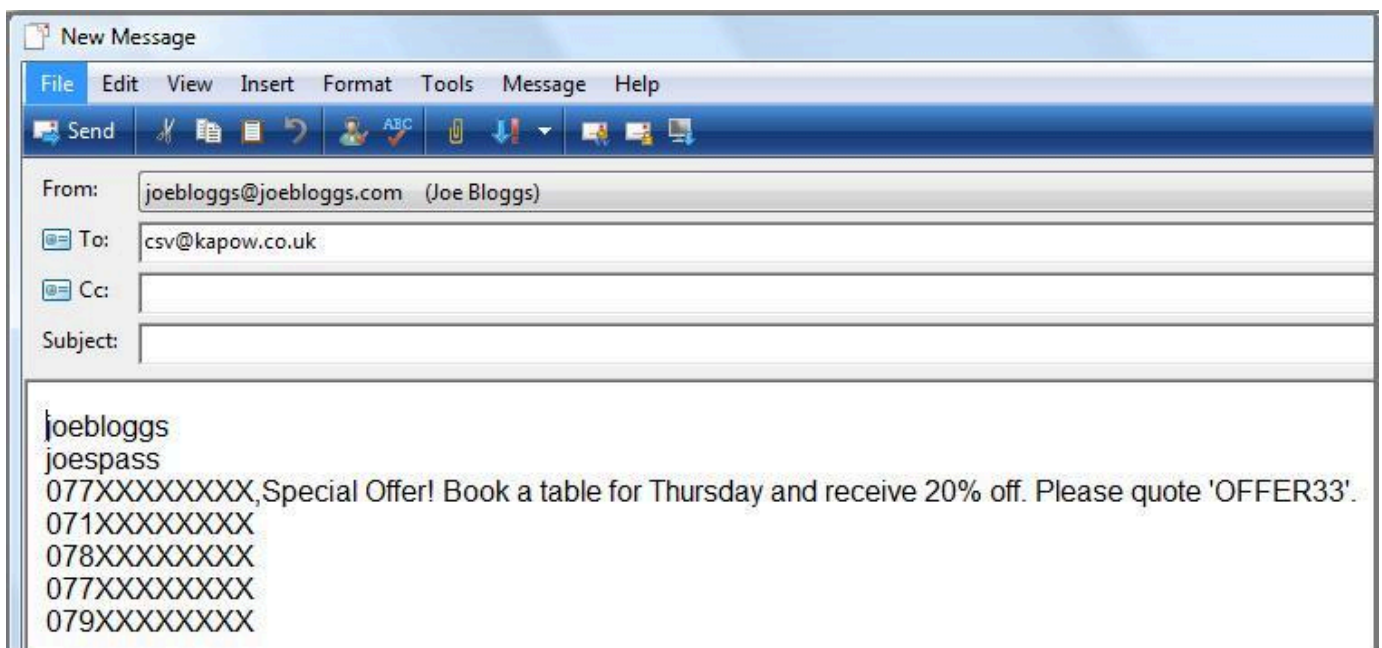 New Message
File Edit View Insert Format Tools Message Help
Send ABC
From: joebloggs@joebloggs.com (Joe Bloggs)
To: csv@kapow.co.uk
Cc:
Subject:
joebloggs
joespass
077XXXXXXXX,Special Offer! Book a table for Thursday and receive 20% off. Please quote 'OFFER33'.
071XXXXXXXX
078XXXXXXXX
077XXXXXXXX
079XXXXXXXX